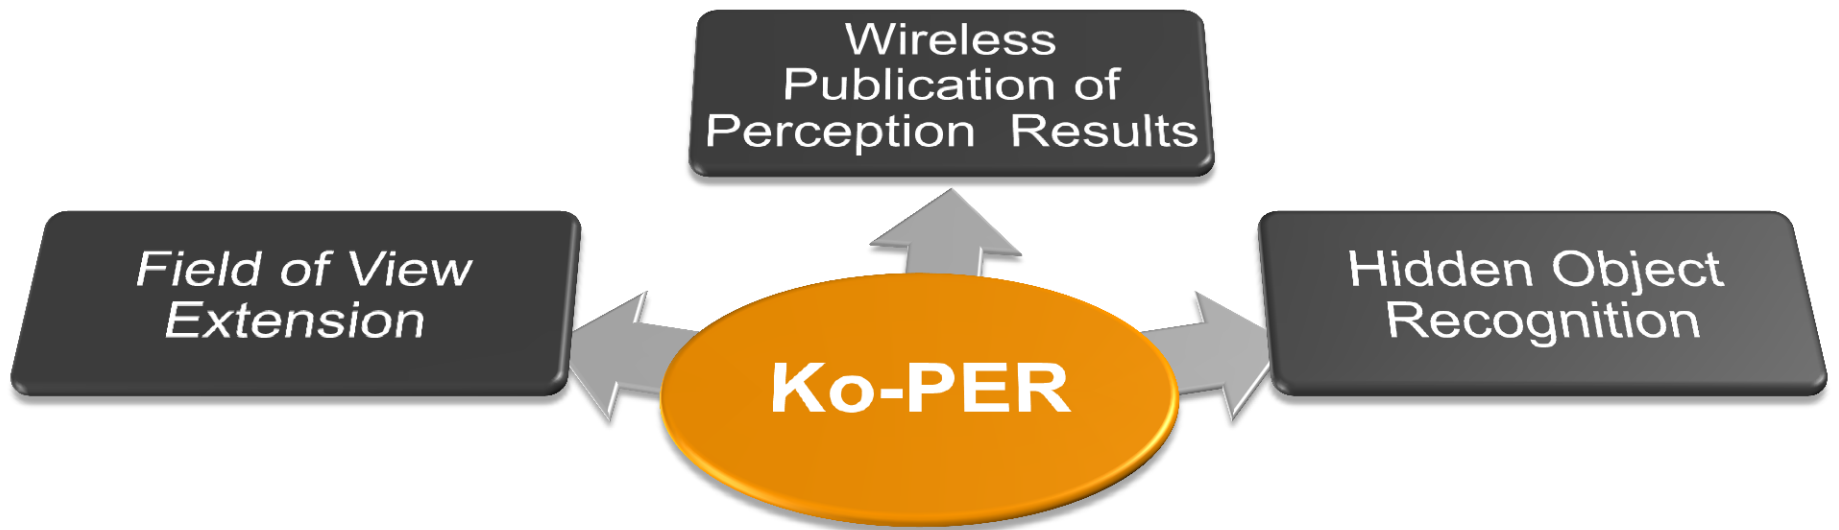 Wireless
Publication of
Perception  Results
Field of View
Extension
Hidden Object
Recognition
Ko-PER